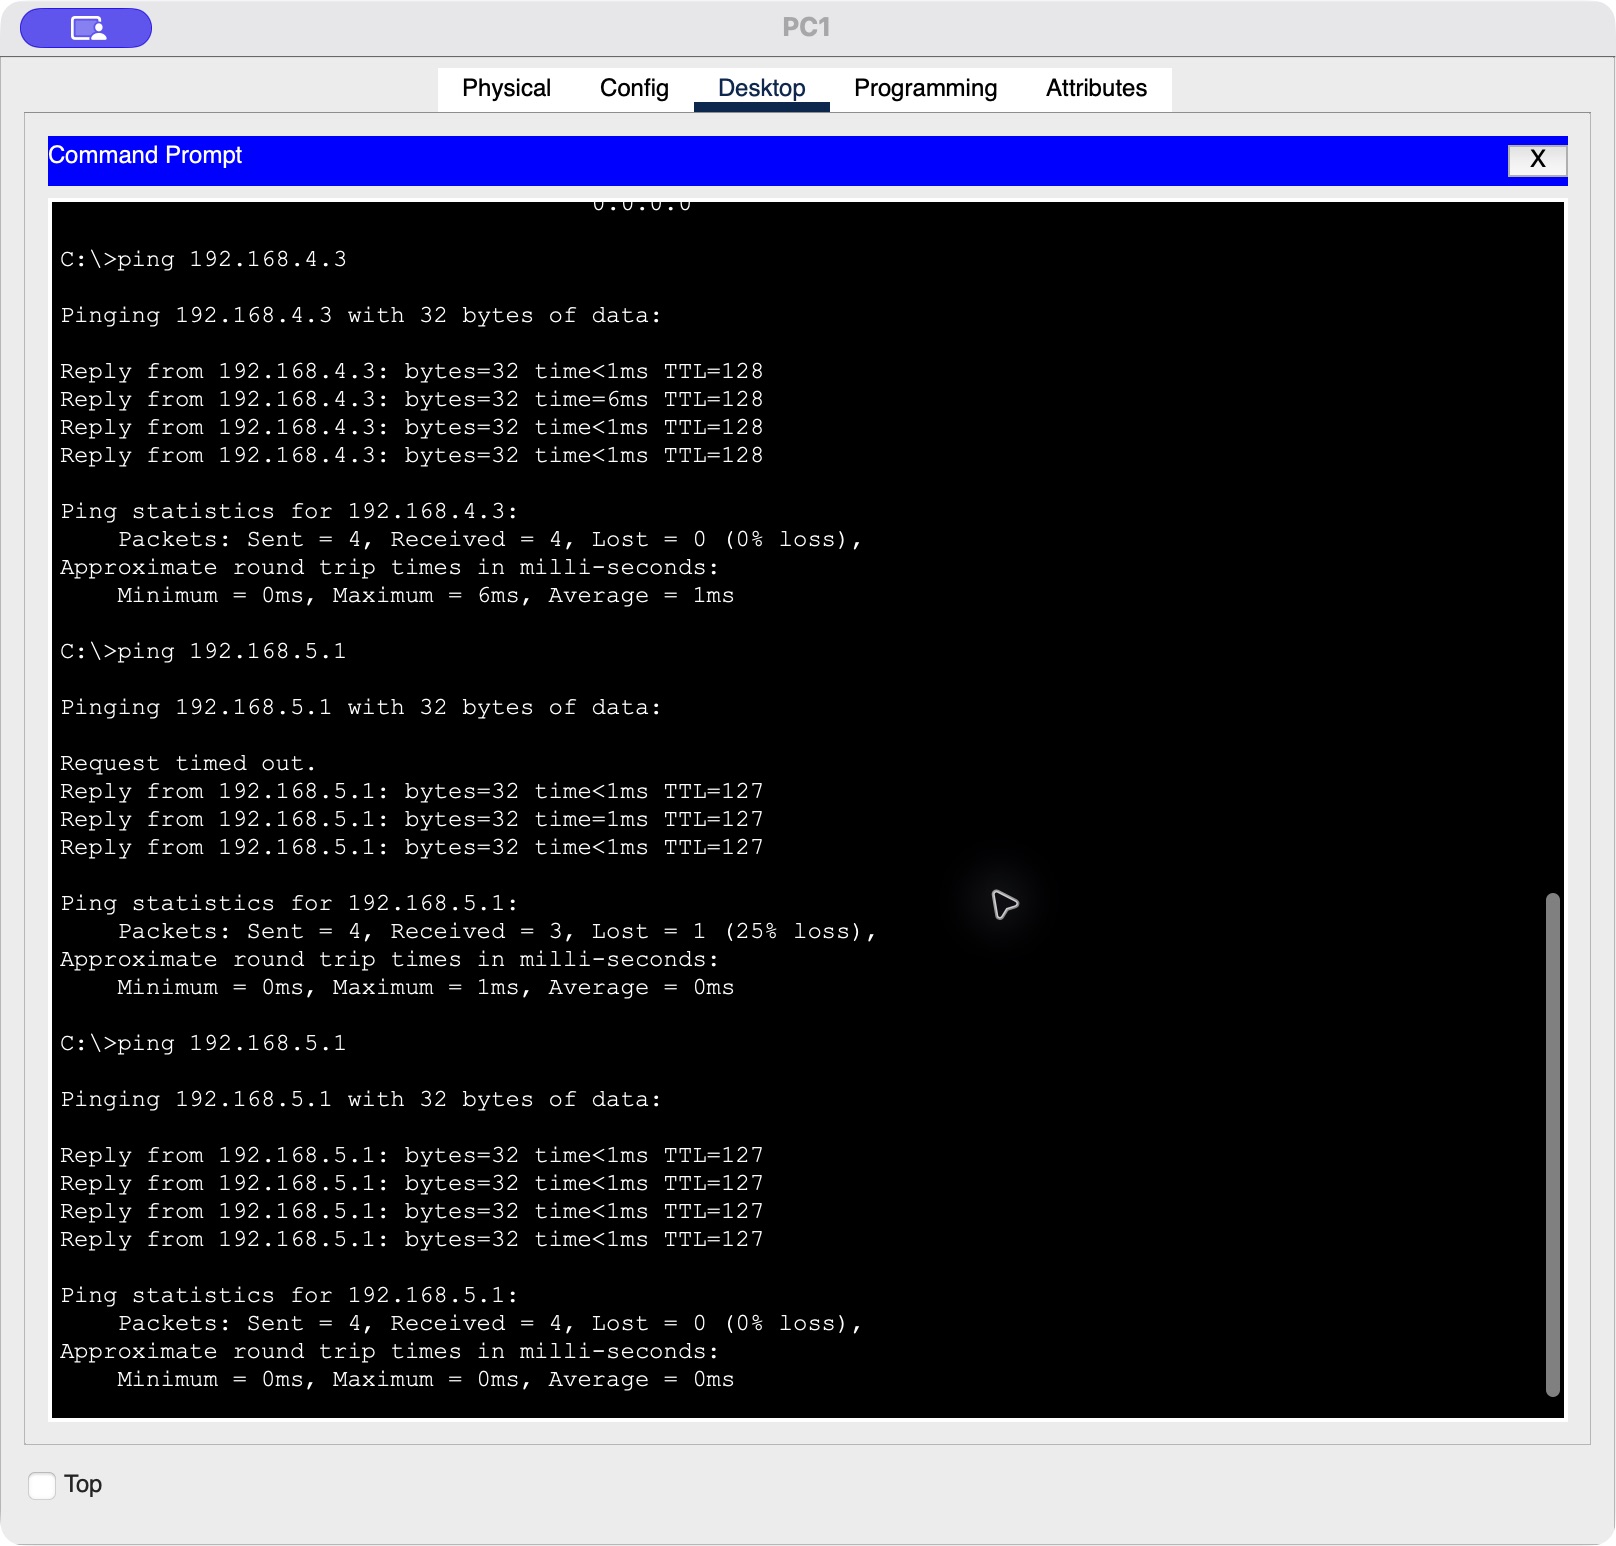 PC1
Physical Config Desktop Programming Attributes
Command Prompt
X
0.0.0.0
C:\>ping 192.168.4.3
Pinging 192.168.4.3 with 32 bytes of data:
Reply from 192.168.4.3: bytes=32 time<1ms TTL=128
Reply from 192.168.4.3: bytes=32 time=6ms TTL=128
Reply from 192.168.4.3: bytes=32 time<1ms TTL=128
Reply from 192.168.4.3: bytes=32 time<1ms TTL=128
Ping statistics for 192.168.4.3:
    Packets: Sent = 4, Received = 4, Lost = 0 (0% loss),
Approximate round trip times in milli-seconds:
    Minimum = 0ms, Maximum = 6ms, Average = 1ms
C:\>ping 192.168.5.1
Pinging 192.168.5.1 with 32 bytes of data:
Request timed out.
Reply from 192.168.5.1: bytes=32 time<1ms TTL=127
Reply from 192.168.5.1: bytes=32 time=1ms TTL=127
Reply from 192.168.5.1: bytes=32 time<1ms TTL=127
Ping statistics for 192.168.5.1:
    Packets: Sent = 4, Received = 3, Lost = 1 (25% loss),
Approximate round trip times in milli-seconds:
    Minimum = 0ms, Maximum = 1ms, Average = 0ms
C:\>ping 192.168.5.1
Pinging 192.168.5.1 with 32 bytes of data:
Reply from 192.168.5.1: bytes=32 time<1ms TTL=127
Reply from 192.168.5.1: bytes=32 time<1ms TTL=127
Reply from 192.168.5.1: bytes=32 time<1ms TTL=127
Reply from 192.168.5.1: bytes=32 time<1ms TTL=127
Ping statistics for 192.168.5.1:
    Packets: Sent = 4, Received = 4, Lost = 0 (0% loss),
Approximate round trip times in milli-seconds:
    Minimum = 0ms, Maximum = 0ms, Average = 0ms
Top